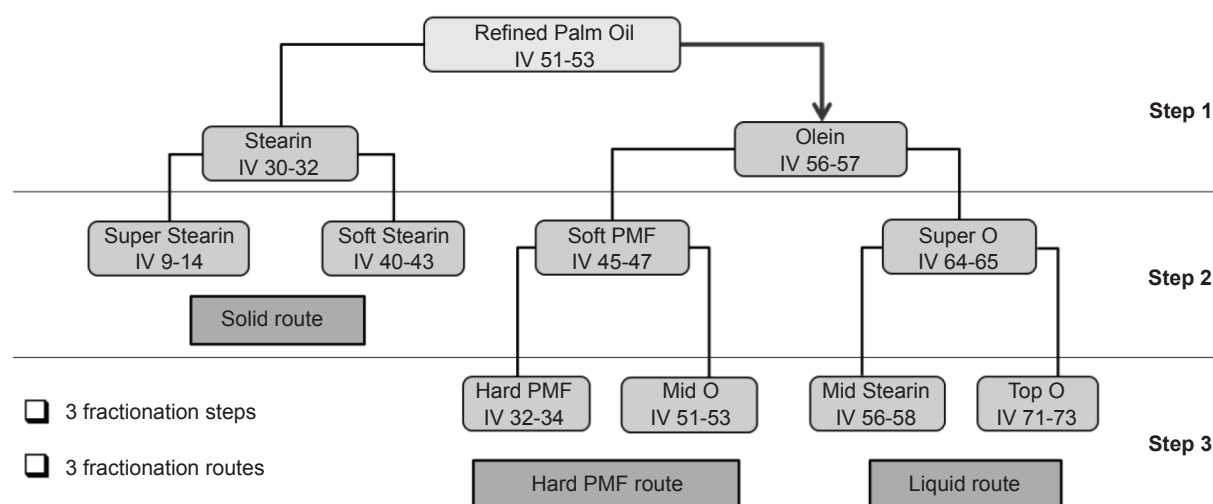 Refined Palm Oil
IV 51-53
Step 1
Stearin
IV 30-32
Olein
IV 56-57
Super Stearin
IV 9-14
Soft Stearin
IV 40-43
Soft PMF
IV 45-47
Super O
IV 64-65
Step 2
Solid route
Hard PMF
IV 32-34
Mid O
IV 51-53
Mid Stearin
IV 56-58
Top O
IV 71-73
3 fractionation steps
Step 3
3 fractionation routes
Hard PMF route
Liquid route